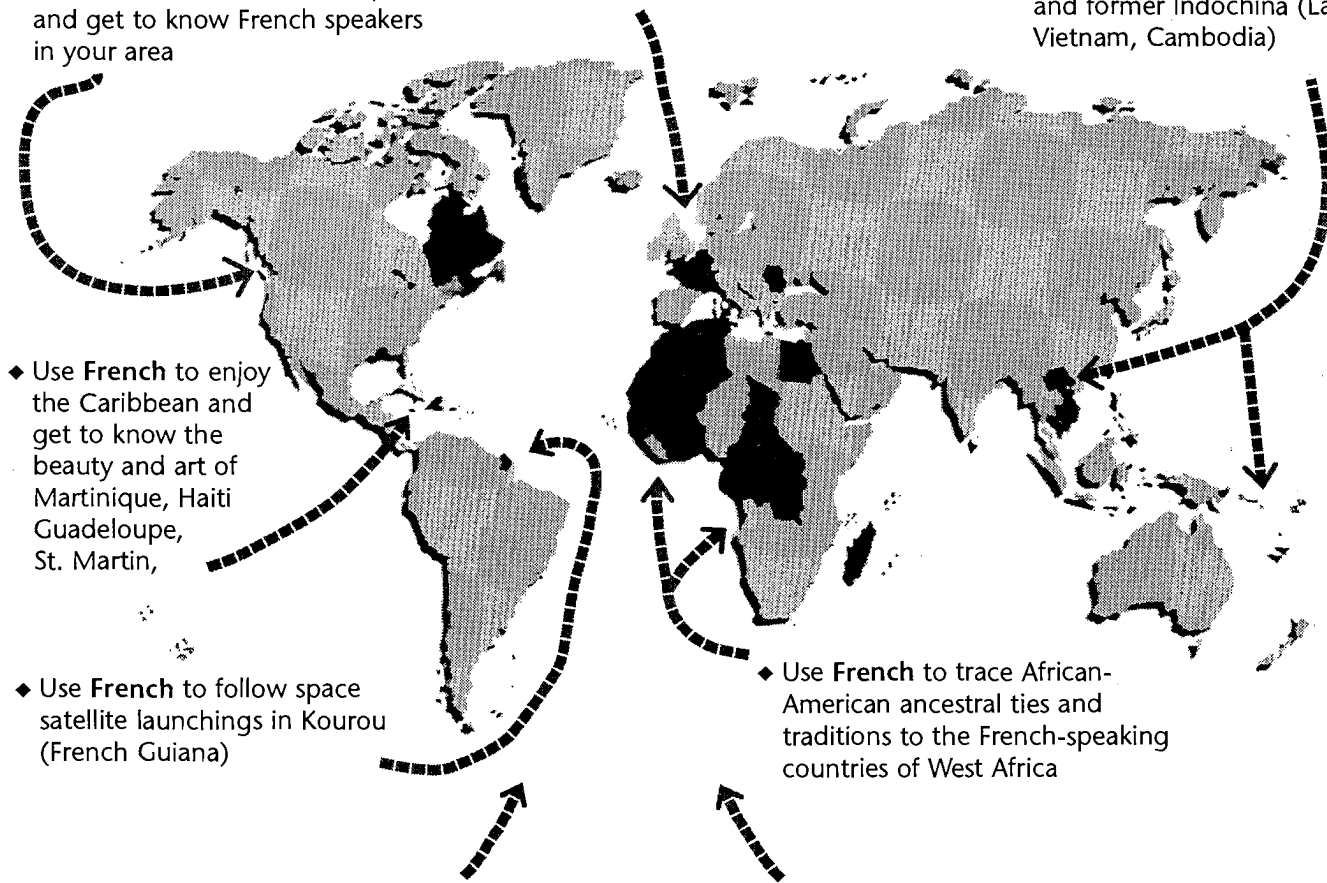 and get to know French speakers
in your area
and former Indochina
Vietnam, Cambodia)
◆ Use French to enjoy
the Caribbean and
get to know the
beauty and art of
Martinique, Haiti
Guadeloupe,
St. Martin,
◆ Use French to follow space
satellite launchings in Kourou
(French Guiana)
◆ Use French to trace African-
American ancestral ties and
traditions to the French-speaking
countries of West Africa